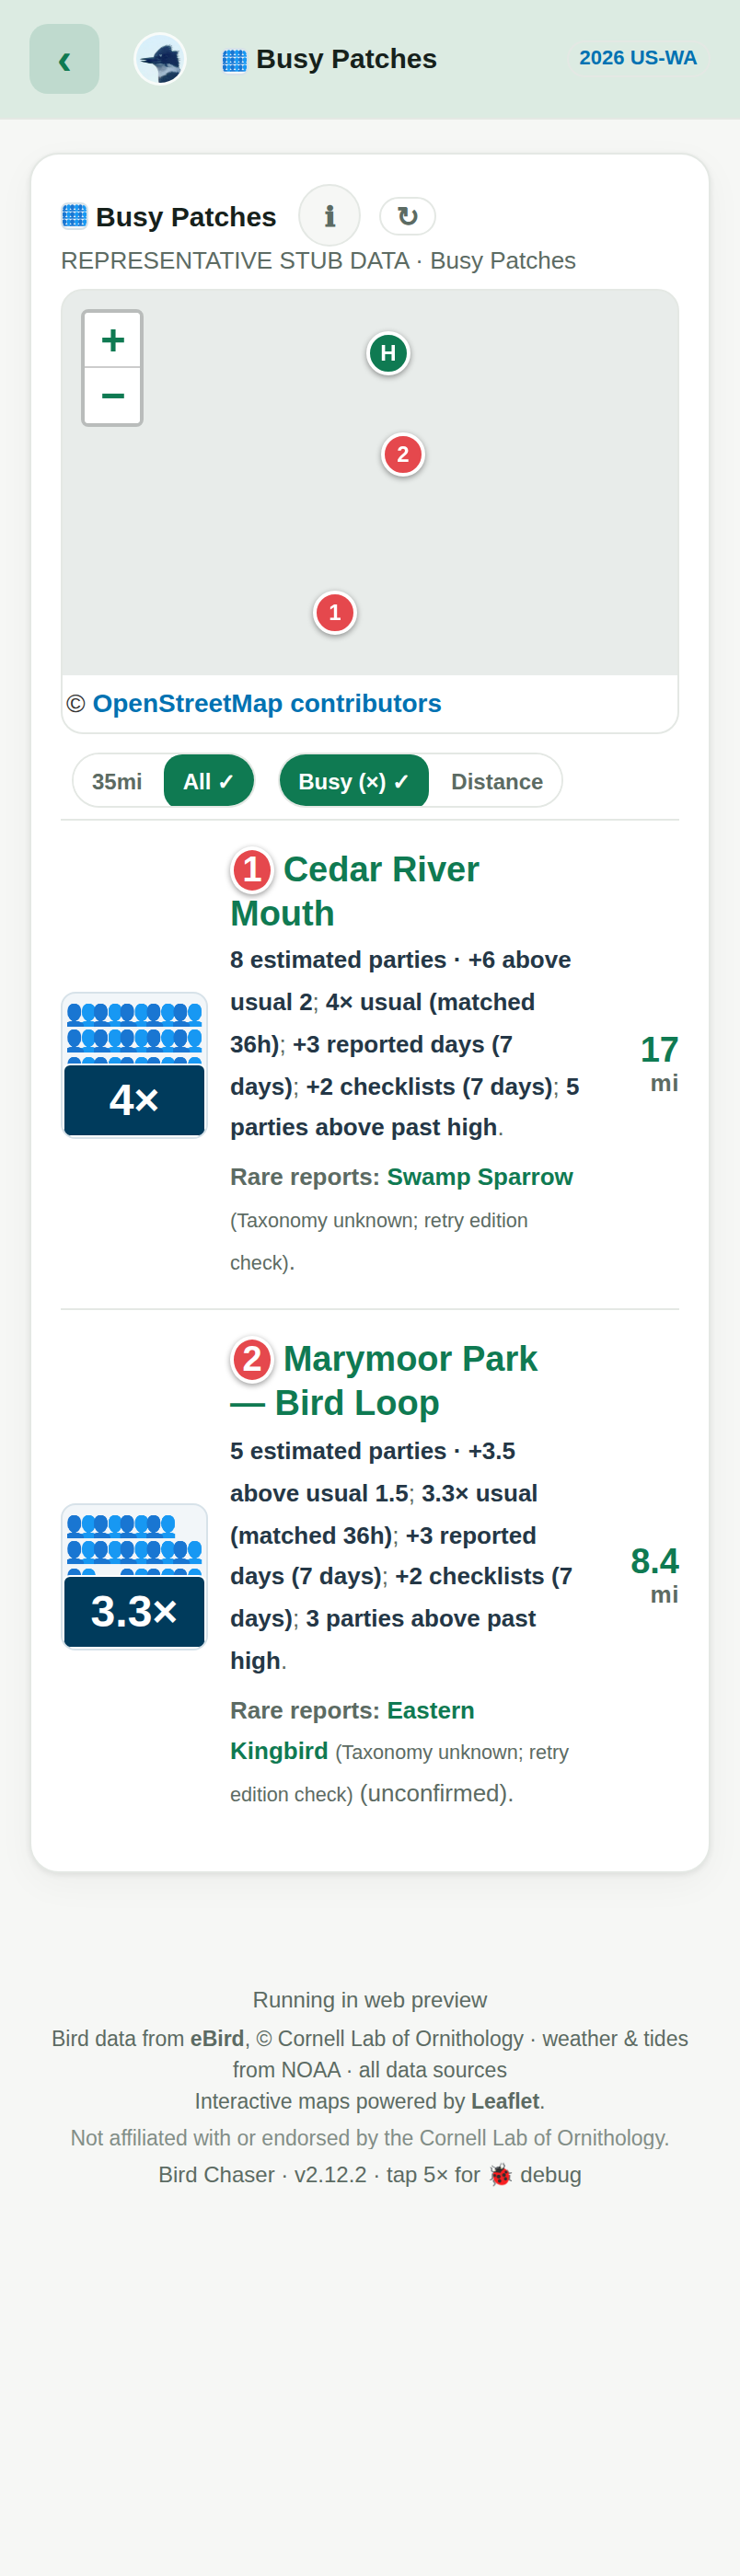 ‹ Busy Patches 2026 US-WA
Busy Patches ℹ ↻
REPRESENTATIVE STUB DATA · Busy Patches
+
−
H
2
1
© OpenStreetMap contributors
35mi All ✓ Busy (×) ✓ Distance
1 Cedar River
Mouth
8 estimated parties · +6 above
usual 2; 4× usual (matched
36h); +3 reported days (7
days); +2 checklists (7 days); 5
parties above past high.
4×
17
mi
Rare reports: Swamp Sparrow
(Taxonomy unknown; retry edition
check).
2 Marymoor Park
— Bird Loop
5 estimated parties · +3.5
above usual 1.5; 3.3× usual
(matched 36h); +3 reported
days (7 days); +2 checklists (7
days); 3 parties above past
high.
3.3×
8.4
mi
Rare reports: Eastern
Kingbird (Taxonomy unknown; retry
edition check) (unconfirmed).
Running in web preview
Bird data from eBird, © Cornell Lab of Ornithology · weather & tides
from NOAA · all data sources
Interactive maps powered by Leaflet.
Not affiliated with or endorsed by the Cornell Lab of Ornithology.
Bird Chaser · v2.12.2 · tap 5× for 🐞 debug